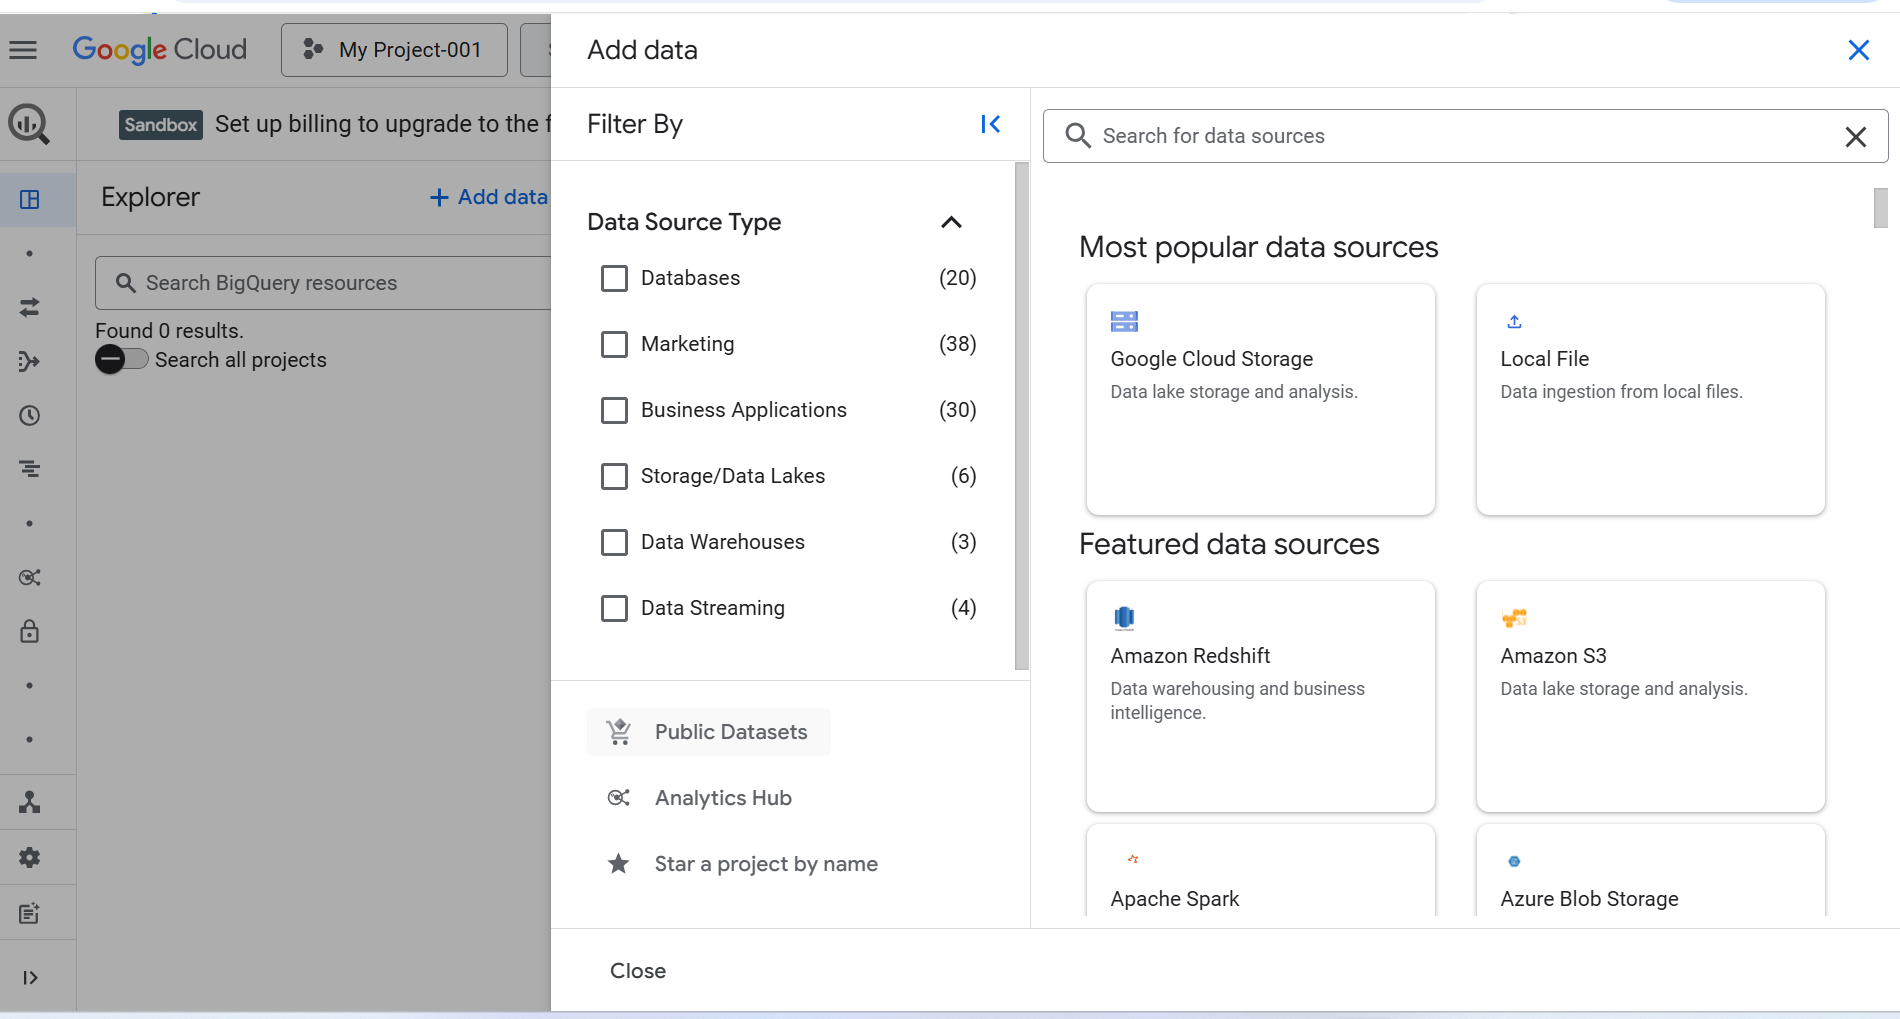 Google Cloud
My Project-001
Add data
Sandbox Set up billing to upgrade to the f
Filter By
Search for data sources
Explorer
Add data
Search BigQuery resources
Found 0 results.
Search all projects
Data Source Type
Databases (20)
Marketing (38)
Business Applications (30)
Storage/Data Lakes (6)
Data Warehouses (3)
Data Streaming (4)
Public Datasets
Analytics Hub
Star a project by name
Most popular data sources
Google Cloud Storage
Data lake storage and analysis.
Local File
Data ingestion from local files.
Featured data sources
Amazon Redshift
Data warehousing and business
intelligence.
Amazon S3
Data lake storage and analysis.
Apache Spark
Azure Blob Storage
Close